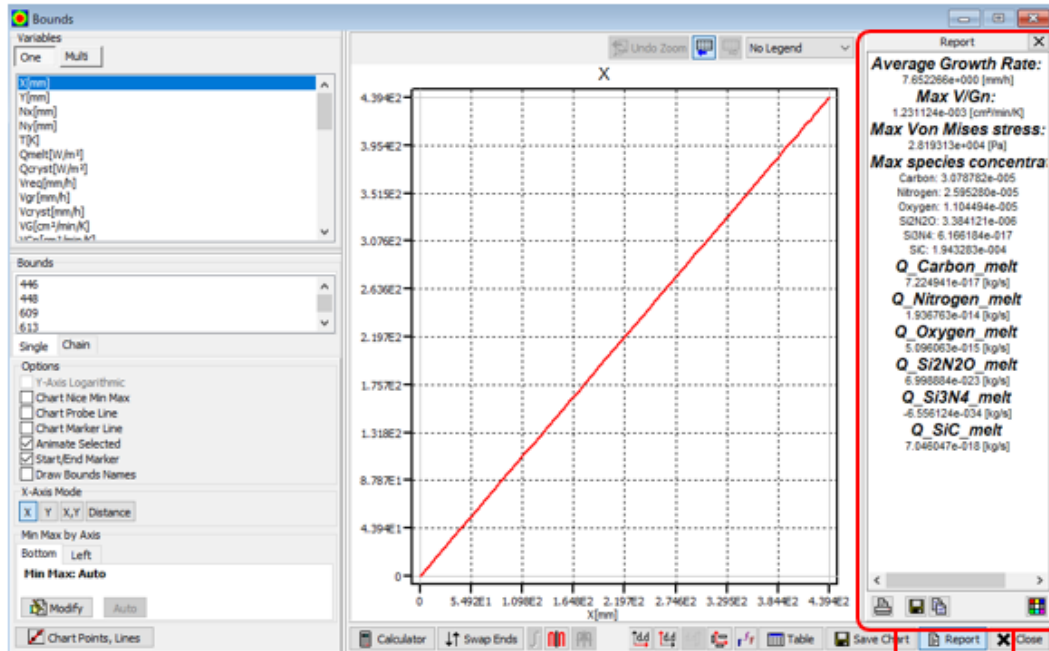 Bounds
Variables
One Multi
X[mm]
Y[mm]
Nx[mm]
Ny[mm]
T[K]
Qmelt[W/m²]
Qcryst[W/m²]
Vreq[mm/h]
Vgr[mm/h]
Vcryst[mm/h]
VG[cm²/min/K]
Bounds
446
448
609
613
Single Chain
Options
Y-Axis Logarithmic
Chart Nice Min Max
Chart Probe Line
Chart Marker Line
Animate Selected
Start/End Marker
Draw Bounds Names
X-Axis Mode
X Y X,Y Distance
Min Max by Axis
Bottom Left
Min Max: Auto
Modify Auto
Chart Points, Lines
Undo Zoom No Legend
X
4.394E2
3.954E2
3.515E2
3.076E2
2.636E2
2.197E2
1.757E2
1.318E2
8.787E1
4.394E1
0
0 5.492E1 1.098E2 1.648E2 2.197E2 2.746E2 3.295E2 3.844E2 4.394E2
X[mm]
Calculator Swap Ends Table Save Chart Report Close
Report
Average Growth Rate:
7.652266e+000 [mm/h]
Max V/Gn:
1.231124e-003 [cm²/min/K]
Max Von Mises stress:
2.819313e+004 [Pa]
Max species concentra
Carbon: 3.078782e-005
Nitrogen: 2.595280e-005
Oxygen: 1.104494e-005
Si2N2O: 3.384121e-006
Si3N4: 6.166184e-017
SiC: 1.943283e-004
Q_Carbon_melt
7.224941e-017 [kg/s]
Q_Nitrogen_melt
1.936763e-014 [kg/s]
Q_Oxygen_melt
5.096063e-015 [kg/s]
Q_Si2N2O_melt
6.998884e-023 [kg/s]
Q_Si3N4_melt
-6.556124e-034 [kg/s]
Q_SiC_melt
7.046047e-018 [kg/s]